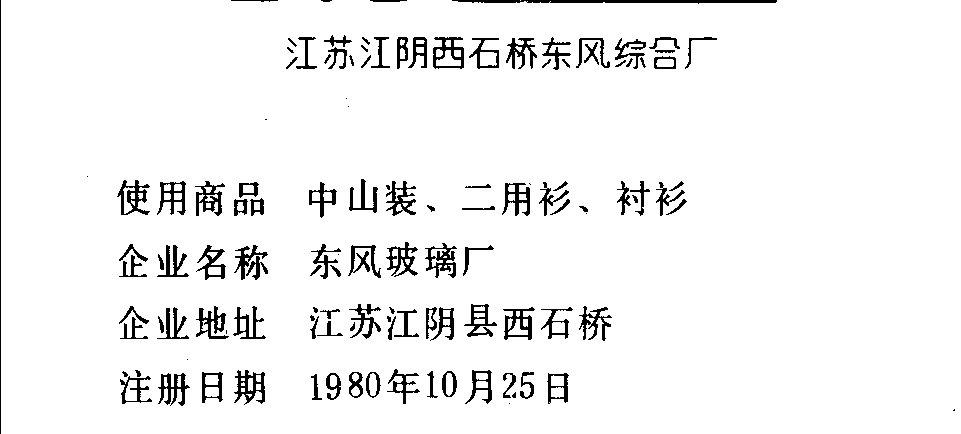 江苏江阴西石桥东风综合厂
使用商品 中山装、二用衫、衬衫
企业名称 东风玻璃厂
企业地址 江苏江阴县西石桥
注册日期 1980年10月25日